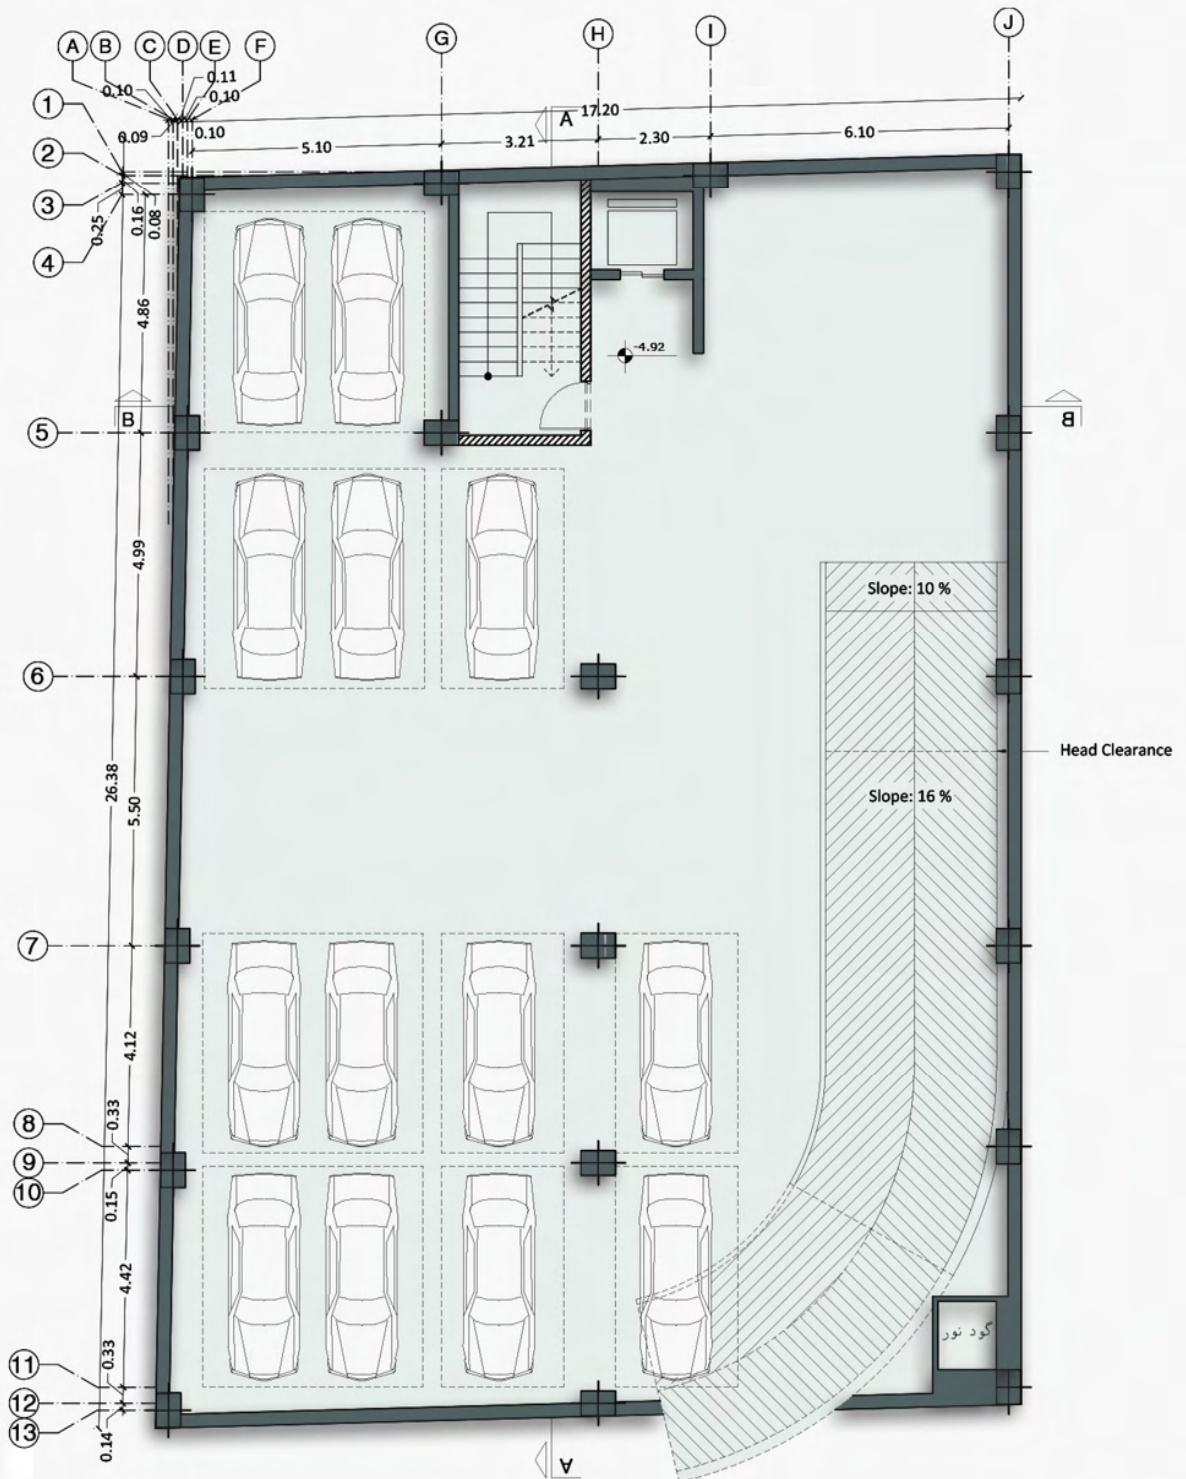 A B C D E F G H I J
0.11
0.10 0.10
A 17.20
0.09 0.10 5.10 3.21 2.30 6.10
1
2
3
4
0.25 0.16 0.08
4.86
-4.92
B B
5
4.99
Slope: 10 %
6
Head Clearance
26.38
5.50
Slope: 16 %
7
4.12
0.33
8
9
10
0.15
4.42
گود نور
0.33
11
12
13
0.14
A